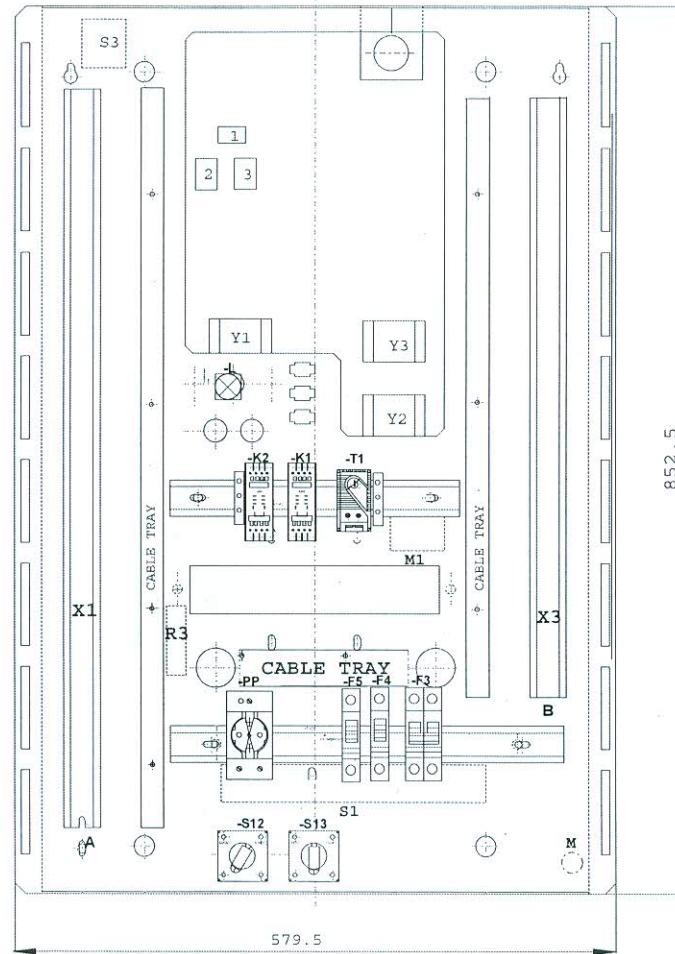 S3
1
2 3
Y1 Y3
-L
Y2
-K2 -K1 -T1
852.5
CABLE TRAY
CABLE TRAY
M1
X1
R3
X3
CABLE TRAY
-PP -F5 -F4 -F3
B
S1
-S12 -S13
A
M
579.5